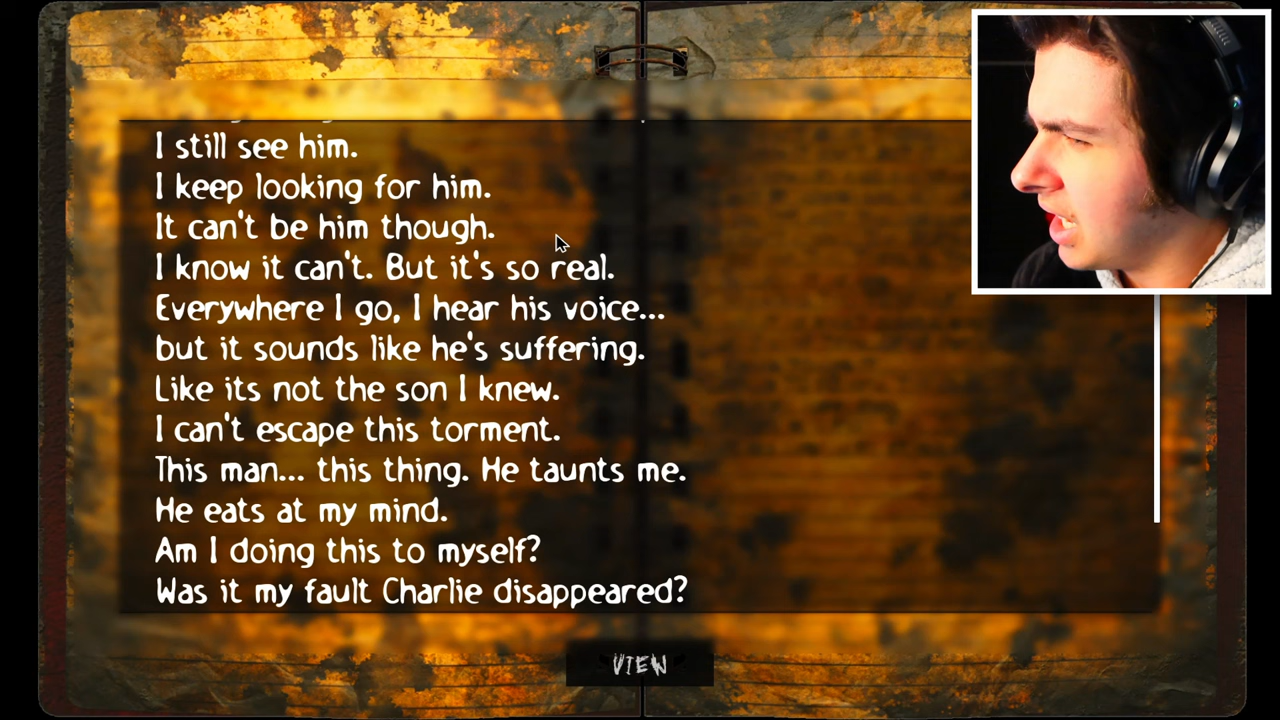 I still see him.
I keep looking for him.
It can't be him though.
I know it can't. But it's so real.
Everywhere I go, I hear his voice...
but it sounds like he's suffering.
Like its not the son I knew.
I can't escape this torment.
This man... this thing. He taunts me.
He eats at my mind.
Am I doing this to myself?
Was it my fault Charlie disappeared?
VIEW